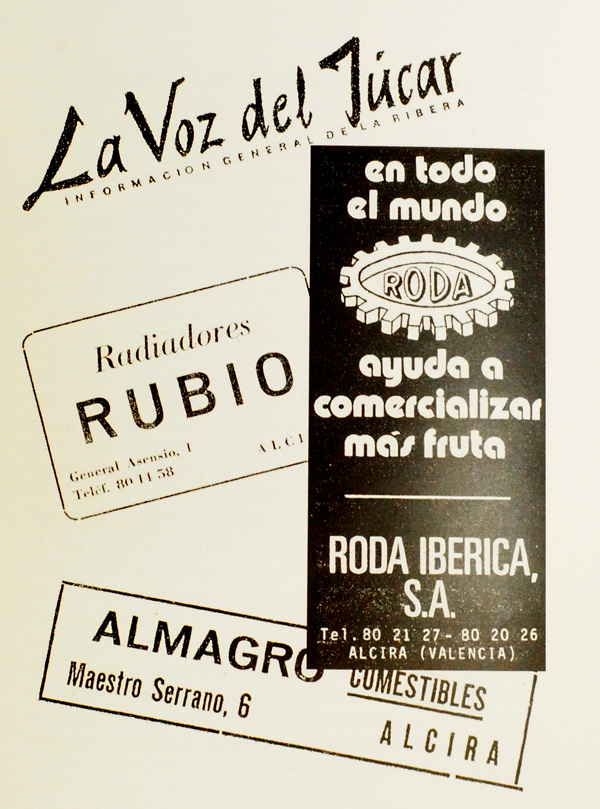 La Voz del Júcar
INFORMACION GENERAL DE LA RIBERA
en todo
el mundo
RODA
ayuda a
comercializar
más fruta
RODA IBERICA,
S.A.
Tel. 80 21 27 - 80 20 26
ALCIRA (VALENCIA)
Radiadores
RUBIO
General Asensio, 1
Teléf. 80 11 58
ALCI
ALMAGRO
COMESTIBLES
Maestro Serrano, 6
ALCIRA